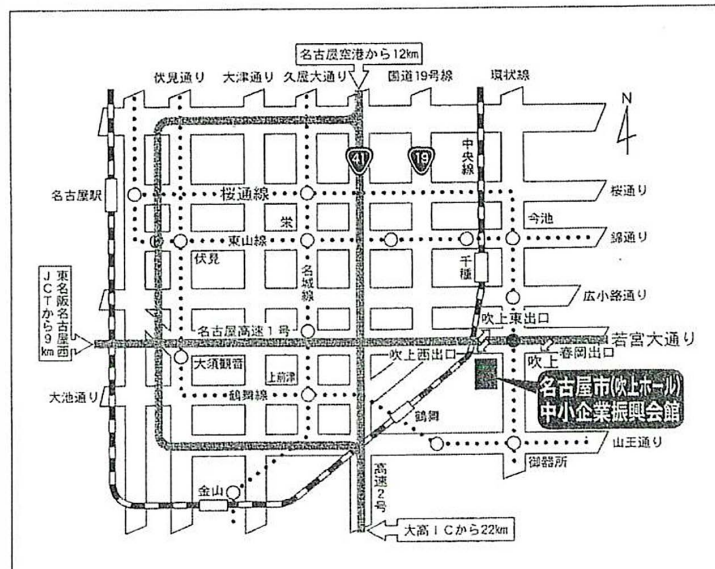 名古屋空港から12km
伏見通り
大津通り
久屋大通り
国道19号線
環状線
N
41
19
中央線
名古屋駅
桜通線
桜通り
栄
今池
東山線
錦通り
伏見
千種
名城線
東名阪名古屋西
JCTから9km
広小路通り
吹上東出口
名古屋高速1号
若宮大通り
吹上西出口
吹上
春岡出口
大須観音
上前津
名古屋市(吹上ホール)
中小企業振興会館
大池通り
鶴舞線
鶴舞
山王通り
御器所
金山
高速2号
大高ICから22km